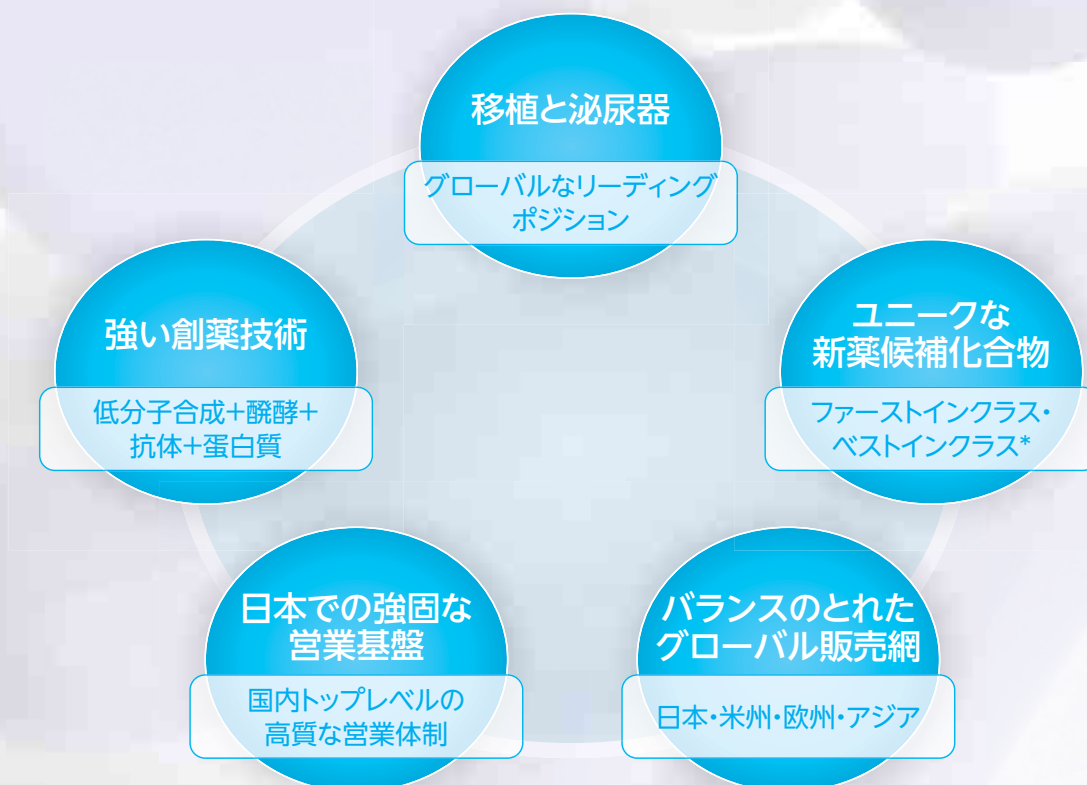 移植と泌尿器
グローバルなリーディング
ポジション
強い創薬技術
低分子合成+醗酵+
抗体+蛋白質
ユニークな
新薬候補化合物
ファーストインクラス・
ベストインクラス*
日本での強固な
営業基盤
国内トップレベルの
高質な営業体制
バランスのとれた
グローバル販売網
日本・米州・欧州・アジア